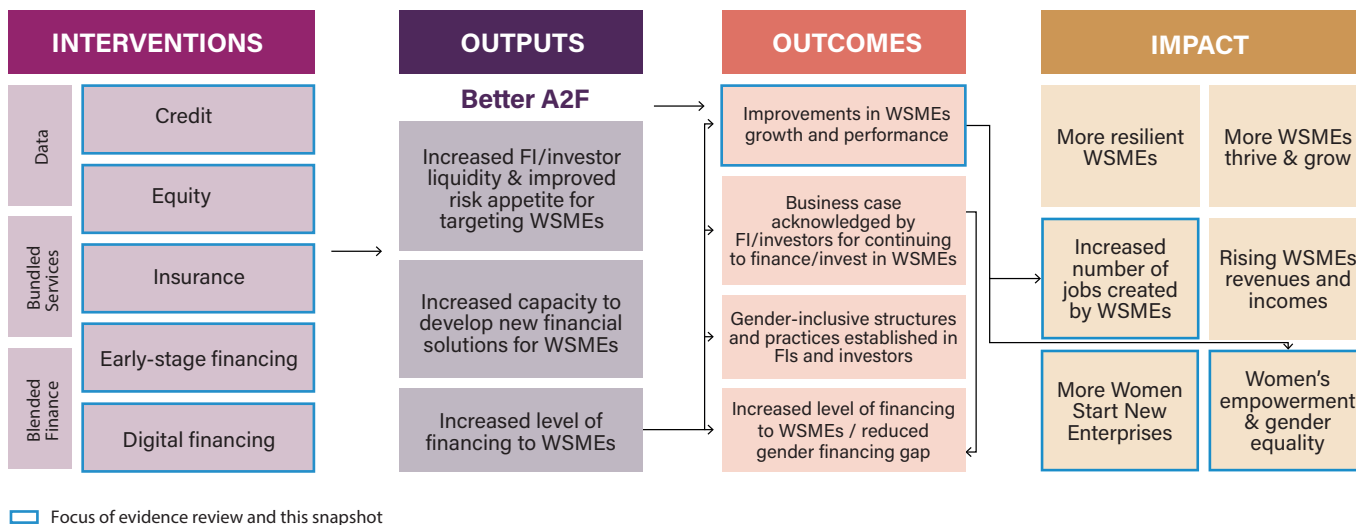 INTERVENTIONS
Data
Bundled
Services
Blended
Finance
Credit
Equity
Insurance
Early-stage financing
Digital financing
OUTPUTS
Better A2F
Increased FI/investor
liquidity & improved
risk appetite for
targeting WSMEs
Increased capacity to
develop new financial
solutions for WSMEs
Increased level of
financing to WSMEs
OUTCOMES
Improvements in WSMEs
growth and performance
Business case
acknowledged by
FI/investors for continuing
to finance/invest in WSMEs
Gender-inclusive structures
and practices established in
FIs and investors
Increased level of financing
to WSMEs / reduced
gender financing gap
IMPACT
More resilient
WSMEs
More WSMEs
thrive & grow
Increased
number of
jobs created
by WSMEs
Rising WSMEs
revenues and
incomes
More Women
Start New
Enterprises
Women's
empowerment
& gender
equality
Focus of evidence review and this snapshot